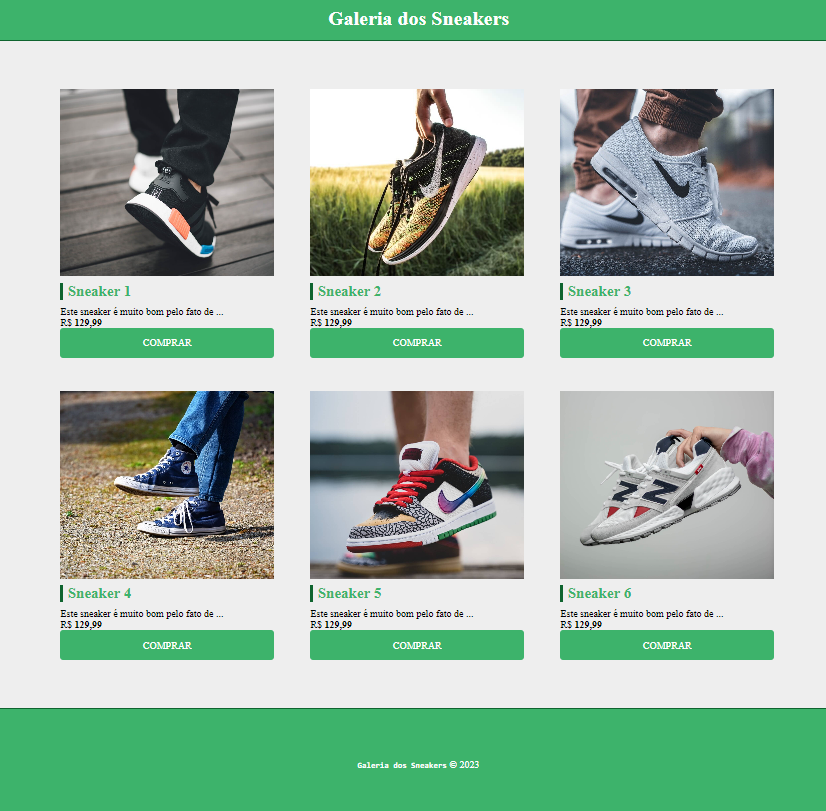 Galeria dos Sneakers
Sneaker 1
Este sneaker é muito bom pelo fato de ...
R$ 129,99
COMPRAR
Sneaker 2
Este sneaker é muito bom pelo fato de ...
R$ 129,99
COMPRAR
Sneaker 3
Este sneaker é muito bom pelo fato de ...
R$ 129,99
COMPRAR
Sneaker 4
Este sneaker é muito bom pelo fato de ...
R$ 129,99
COMPRAR
Sneaker 5
Este sneaker é muito bom pelo fato de ...
R$ 129,99
COMPRAR
Sneaker 6
Este sneaker é muito bom pelo fato de ...
R$ 129,99
COMPRAR
Galeria dos Sneakers © 2023